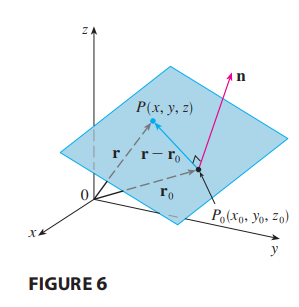 z
n
P(x, y, z)
r
r − r₀
r₀
0
P₀(x₀, y₀, z₀)
x
y
FIGURE 6